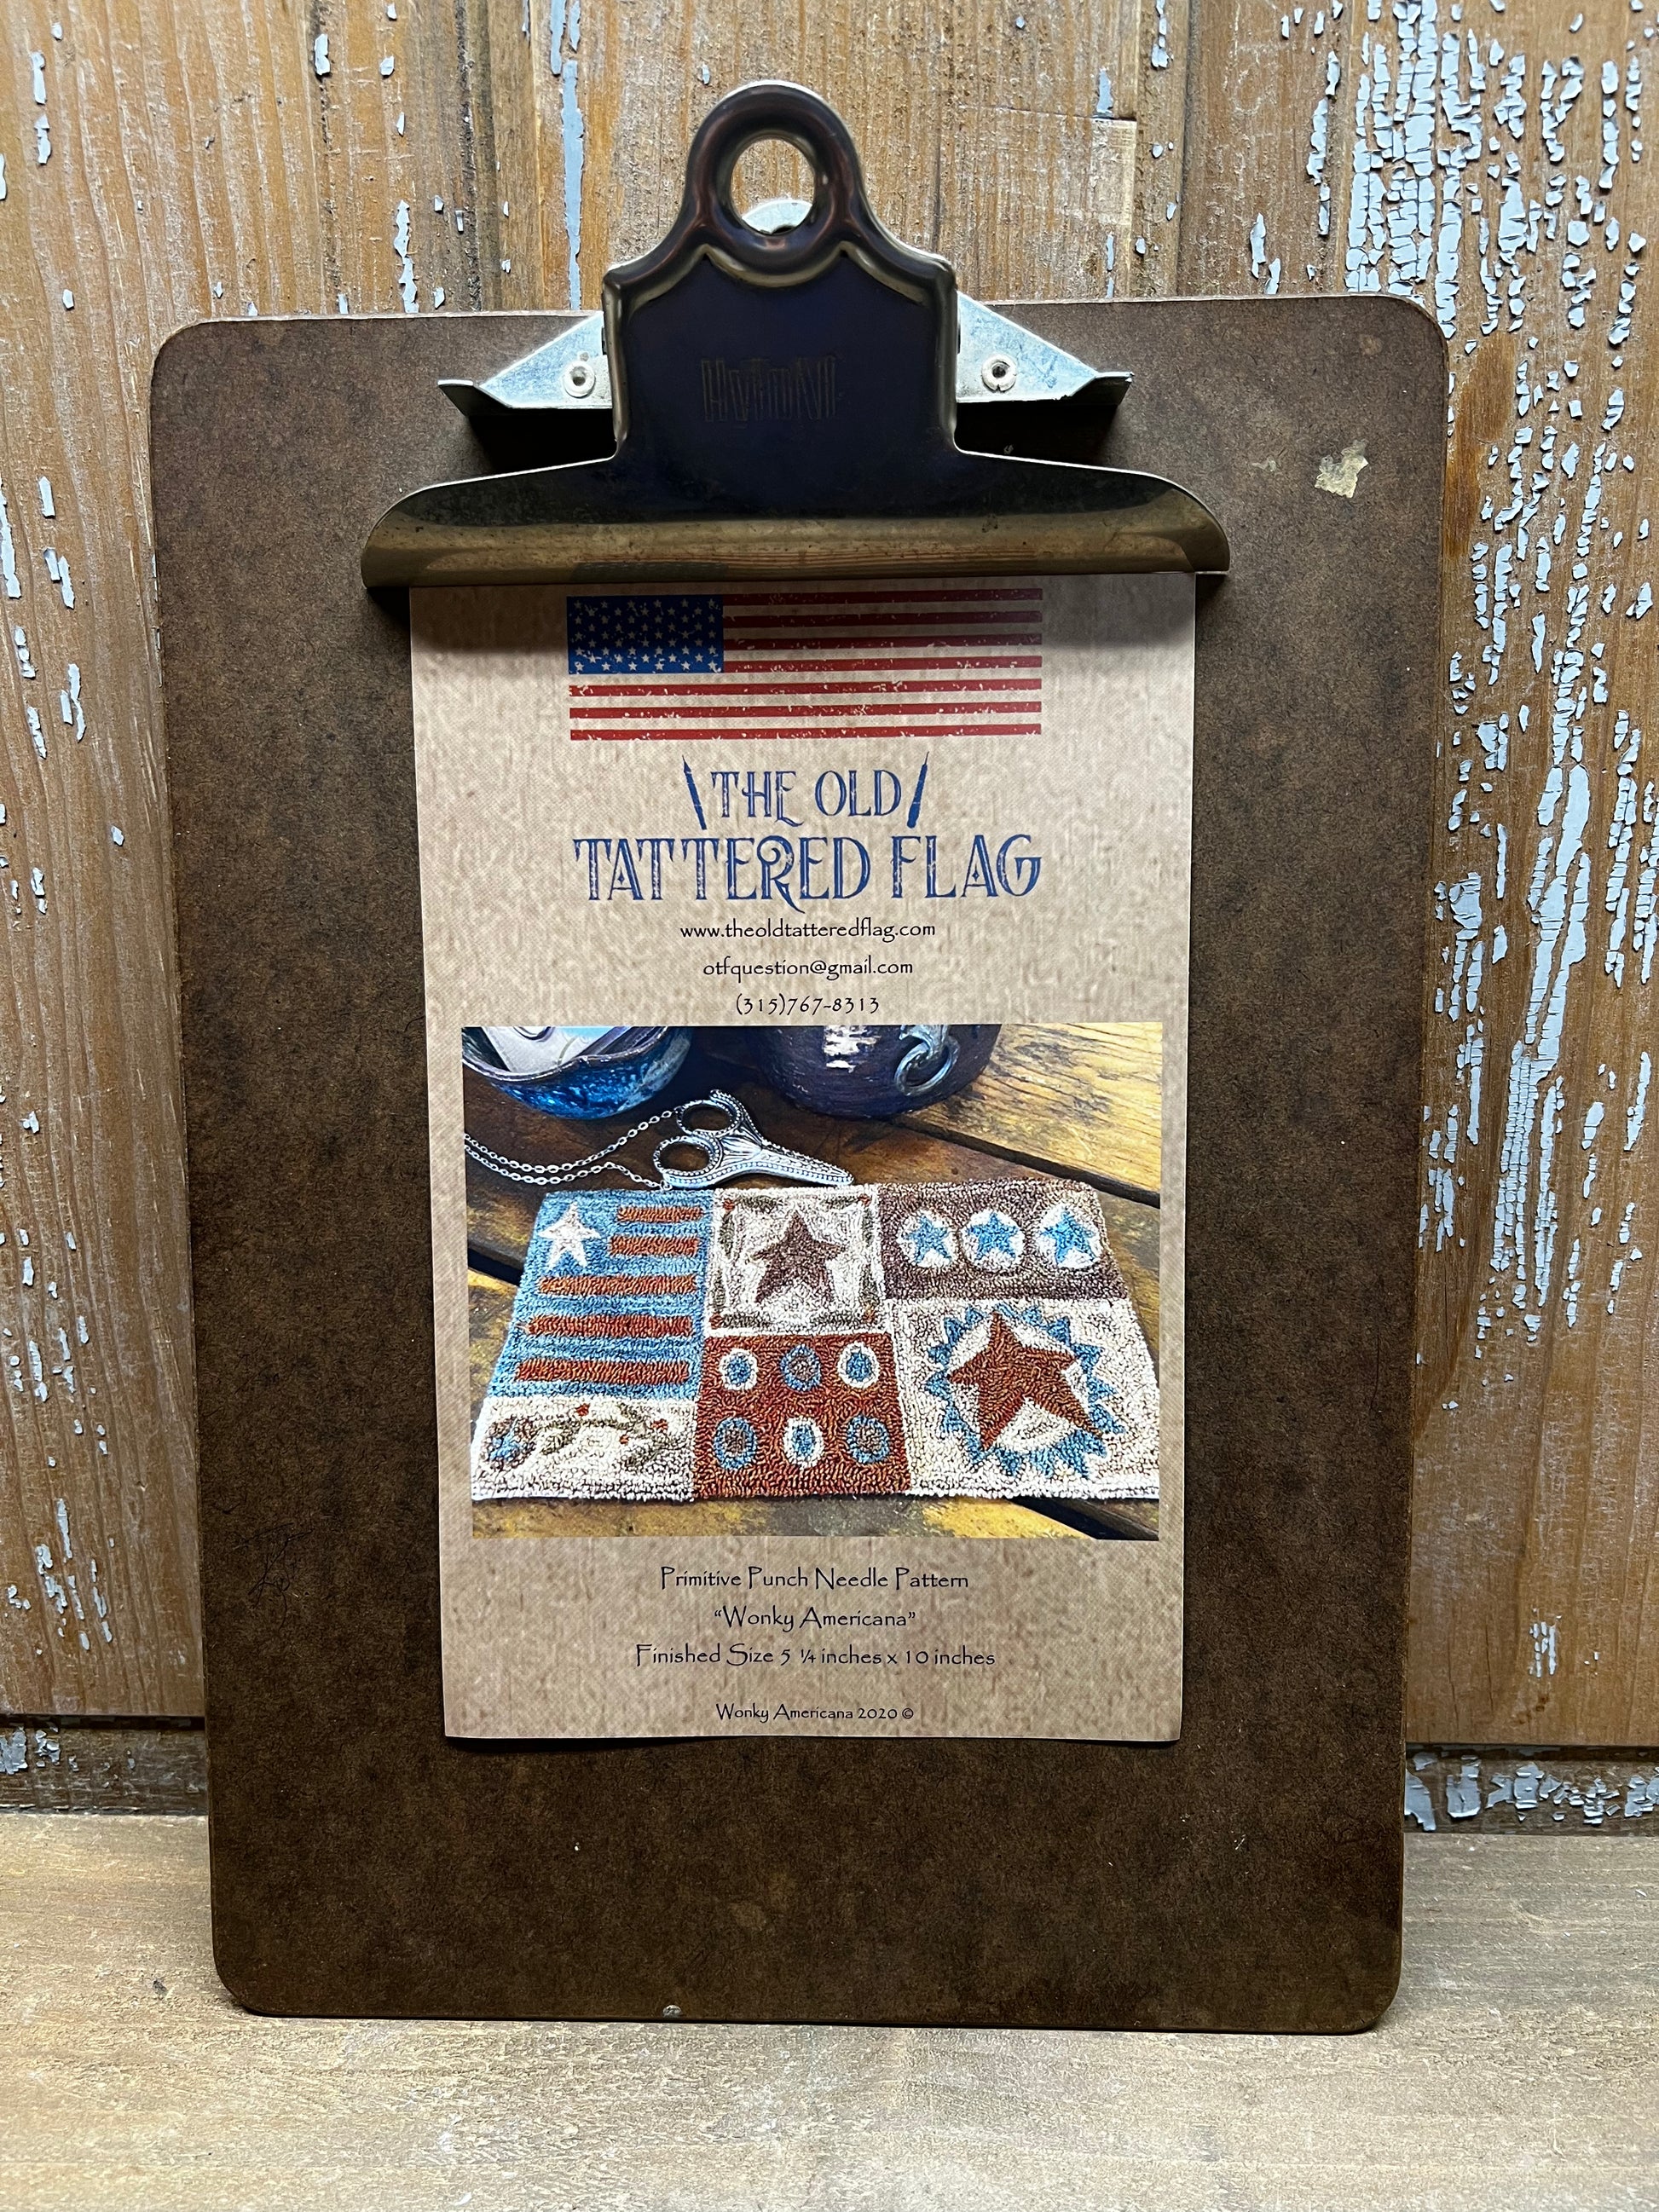 THE OLD
TATTERED FLAG
www.theoldtatteredflag.com
otfquestion@gmail.com
(315)767-8313
Primitive Punch Needle Pattern
“Wonky Americana”
Finished Size 5 ¼ inches x 10 inches
Wonky Americana 2020 ©